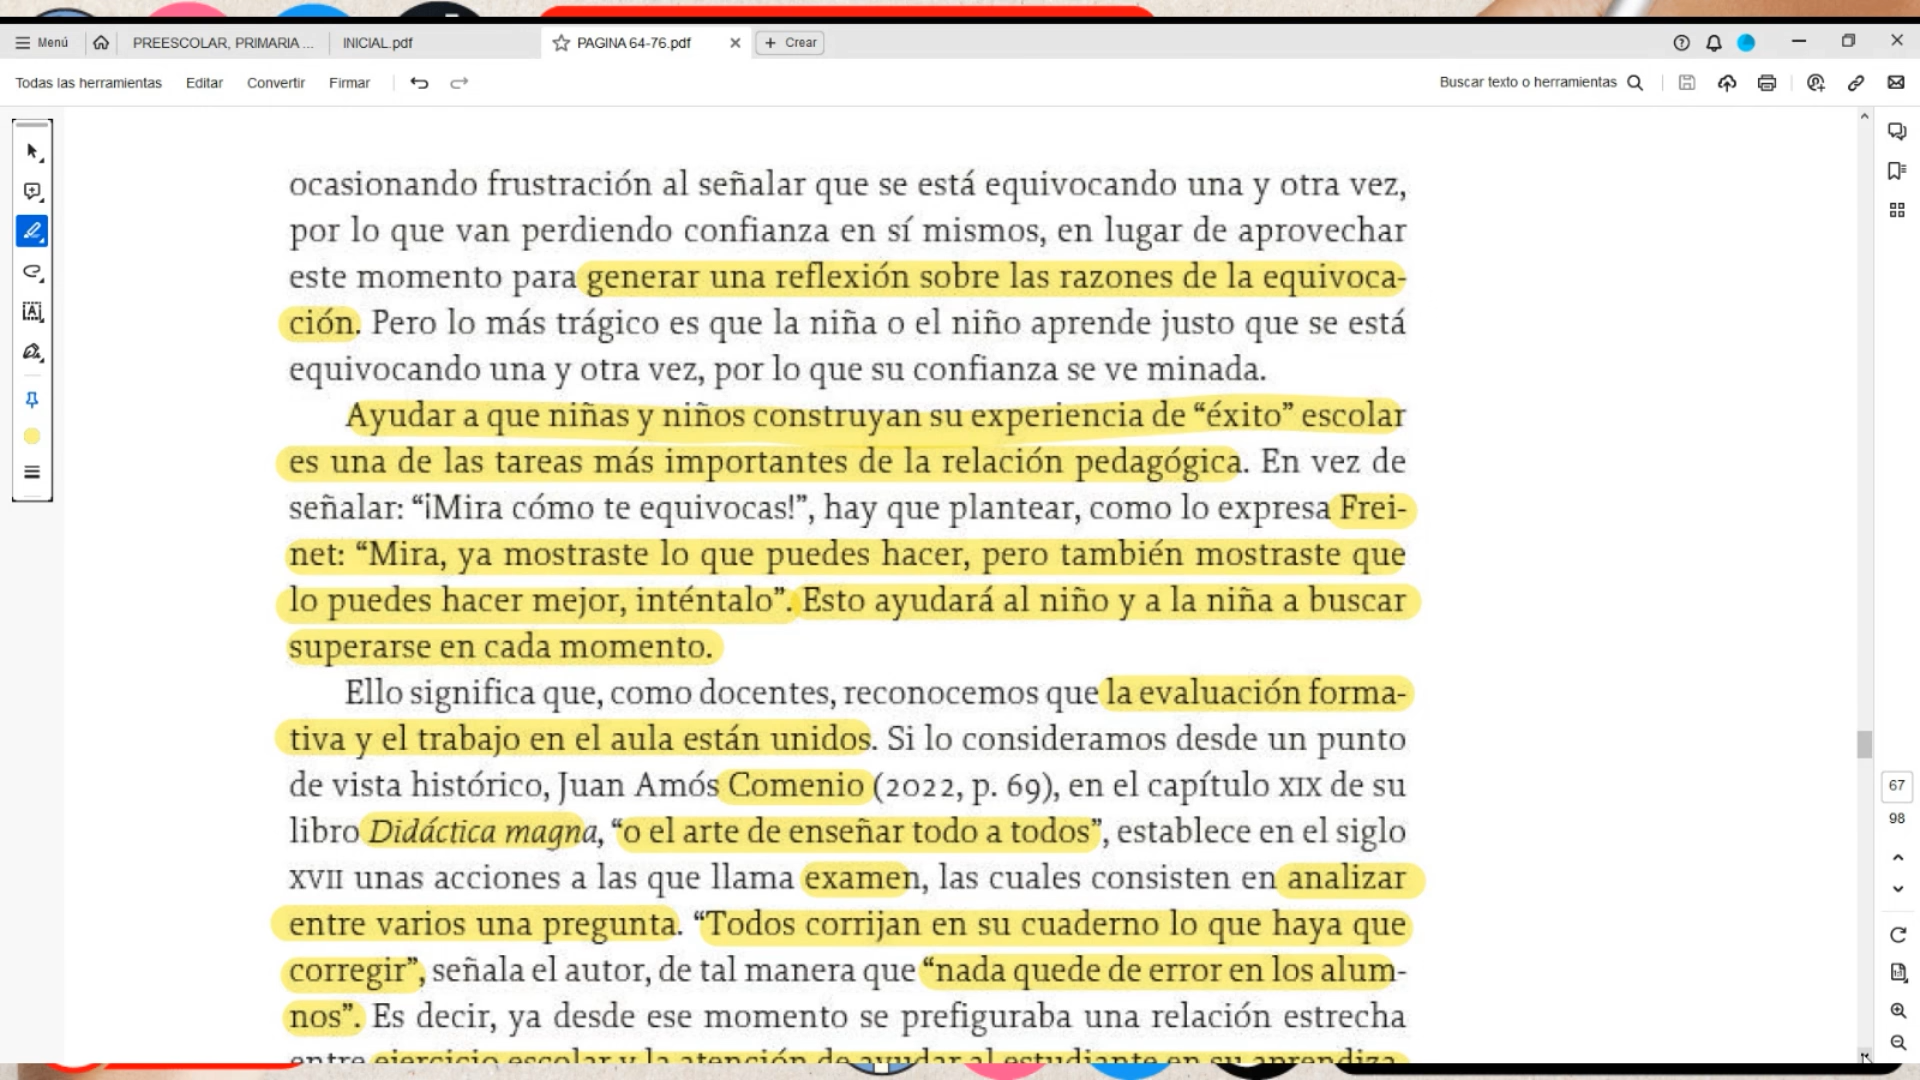 Menú
PREESCOLAR, PRIMARIA ...
INICIAL.pdf
PAGINA 64-76.pdf
Crear
Todas las herramientas
Editar
Convertir
Firmar
Buscar texto o herramientas
ocasionando frustración al señalar que se está equivocando una y otra vez,
por lo que van perdiendo confianza en sí mismos, en lugar de aprovechar
este momento para generar una reflexión sobre las razones de la equivoca-
ción. Pero lo más trágico es que la niña o el niño aprende justo que se está
equivocando una y otra vez, por lo que su confianza se ve minada.
Ayudar a que niñas y niños construyan su experiencia de “éxito” escolar
es una de las tareas más importantes de la relación pedagógica. En vez de
señalar: “¡Mira cómo te equivocas!”, hay que plantear, como lo expresa Frei-
net: “Mira, ya mostraste lo que puedes hacer, pero también mostraste que
lo puedes hacer mejor, inténtalo”. Esto ayudará al niño y a la niña a buscar
superarse en cada momento.
Ello significa que, como docentes, reconocemos que la evaluación forma-
tiva y el trabajo en el aula están unidos. Si lo consideramos desde un punto
de vista histórico, Juan Amós Comenio (2022, p. 69), en el capítulo XIX de su
libro Didáctica magna, “o el arte de enseñar todo a todos”, establece en el siglo
XVII unas acciones a las que llama examen, las cuales consisten en analizar
entre varios una pregunta. “Todos corrijan en su cuaderno lo que haya que
corregir”, señala el autor, de tal manera que “nada quede de error en los alum-
nos”. Es decir, ya desde ese momento se prefiguraba una relación estrecha
entre ejercicio escolar y la atención de ayudar al estudiante en su aprendiza-
67
98